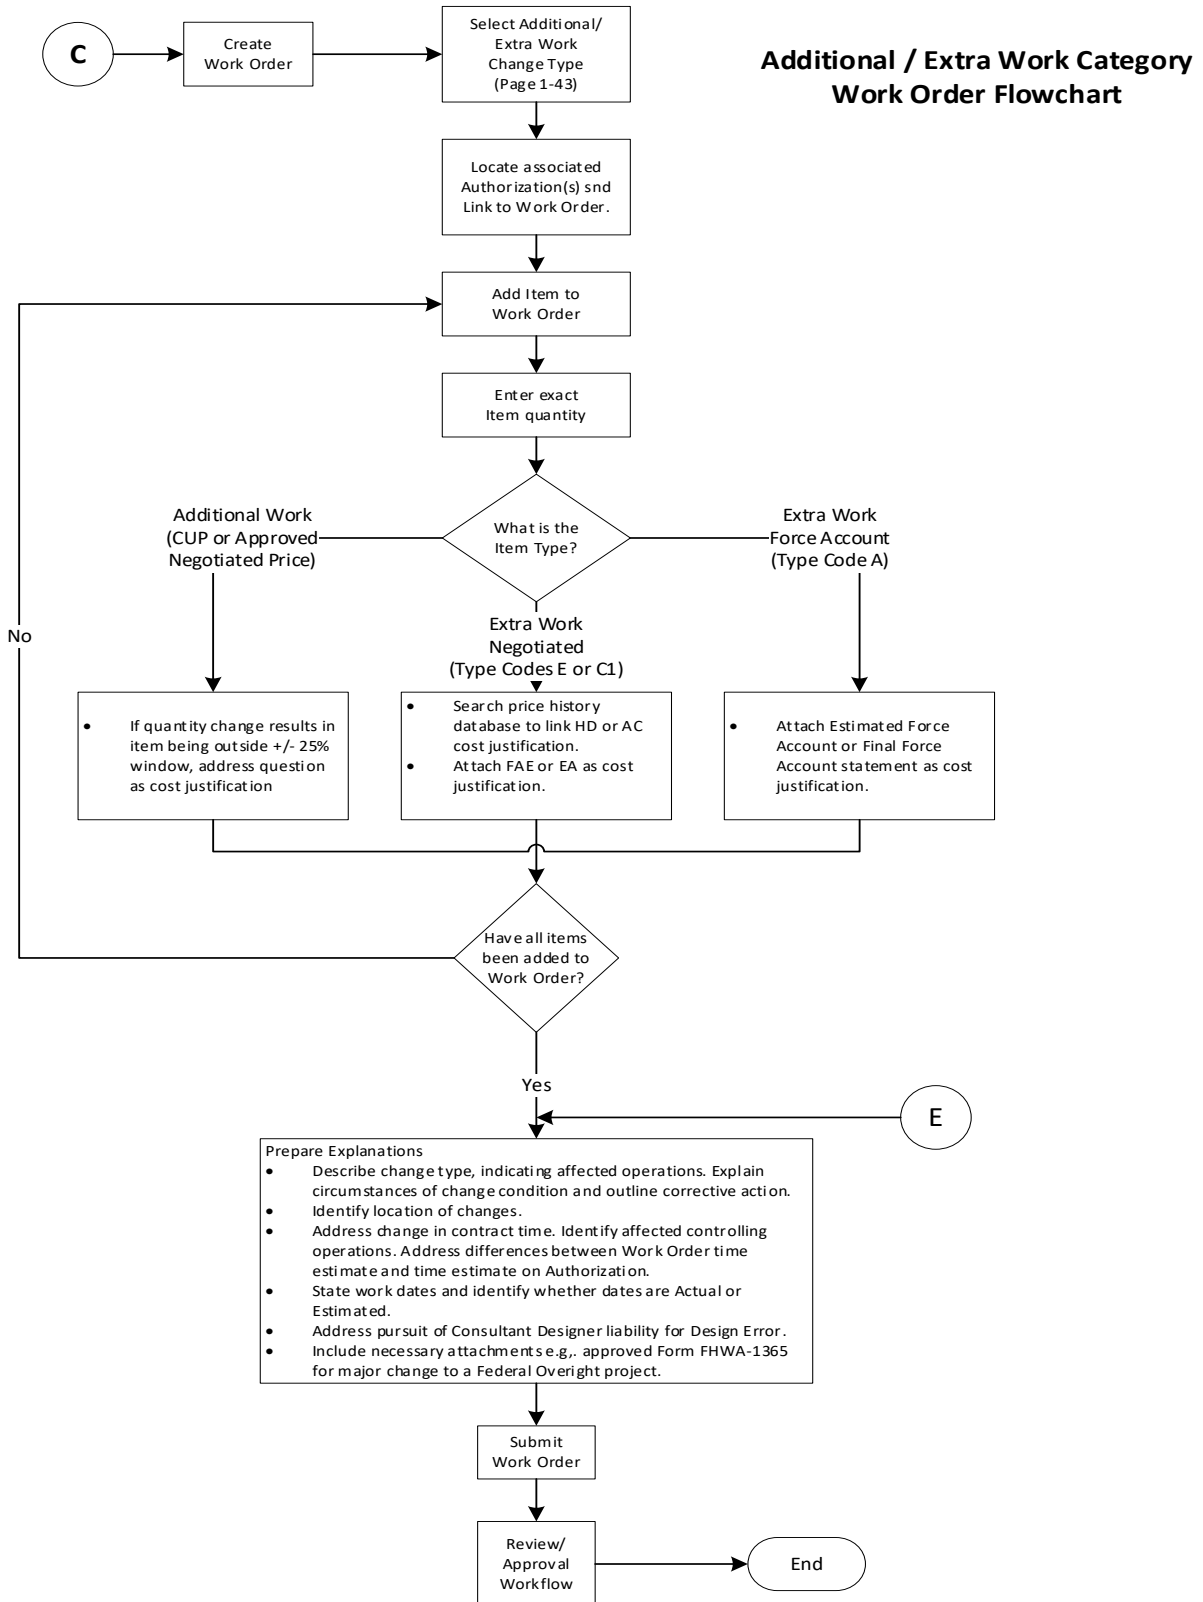 C
Create
Work Order
Select Additional/
Extra Work
Change Type
(Page 1-43)
Additional / Extra Work Category
Work Order Flowchart
Locate associated
Authorization(s) snd
Link to Work Order.
Add Item to
Work Order
Enter exact
Item quantity
What is the
Item Type?
Additional Work
(CUP or Approved
Negotiated Price)
Extra Work
Force Account
(Type Code A)
Extra Work
Negotiated
(Type Codes E or C1)
No
• If quantity change results in
item being outside +/- 25%
window, address question
as cost justification
• Search price history
database to link HD or AC
cost justification.
• Attach FAE or EA as cost
justification.
• Attach Estimated Force
Account or Final Force
Account statement as cost
justification.
Have all items
been added to
Work Order?
Yes
E
Prepare Explanations
• Describe change type, indicating affected operations. Explain
circumstances of change condition and outline corrective action.
• Identify location of changes.
• Address change in contract time. Identify affected controlling
operations. Address differences between Work Order time
estimate and time estimate on Authorization.
• State work dates and identify whether dates are Actual or
Estimated.
• Address pursuit of Consultant Designer liability for Design Error.
• Include necessary attachments e.g,. approved Form FHWA-1365
for major change to a Federal Overight project.
Submit
Work Order
Review/
Approval
Workflow
End